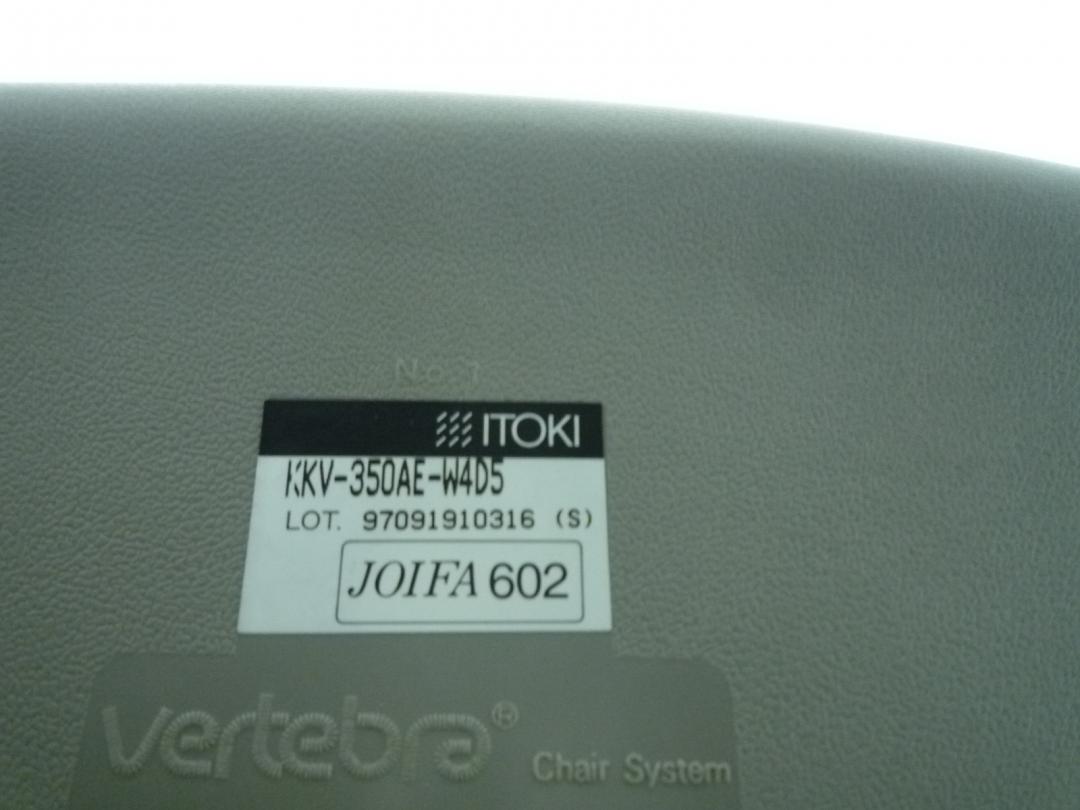 No. 1
ITOKI
KKV-350AE-W4D5
LOT. 97091910316 (S)
JOIFA 602
vertebra®
Chair System